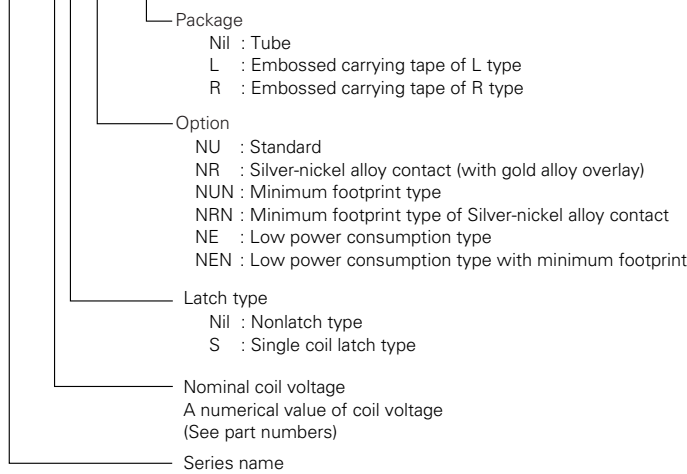 Package
Nil : Tube
L : Embossed carrying tape of L type
R : Embossed carrying tape of R type
Option
NU : Standard
NR : Silver-nickel alloy contact (with gold alloy overlay)
NUN : Minimum footprint type
NRN : Minimum footprint type of Silver-nickel alloy contact
NE : Low power consumption type
NEN : Low power consumption type with minimum footprint
Latch type
Nil : Nonlatch type
S : Single coil latch type
Nominal coil voltage
A numerical value of coil voltage
(See part numbers)
Series name